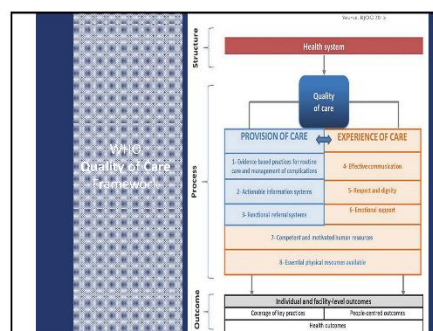 Source: BJOG 2015
Structure
Health system
Process
Quality
of care
PROVISION OF CARE
EXPERIENCE OF CARE
1- Evidence based practices for routine
care and management of complications
2- Actionable information systems
3- Functional referral systems
4- Effective communication
5- Respect and dignity
6- Emotional support
7- Competent and motivated human resources
8- Essential physical resources available
Outcome
Individual and facility-level outcomes
Coverage of key practices
People-centred outcomes
Health outcomes
WHO
Quality of Care
Framework